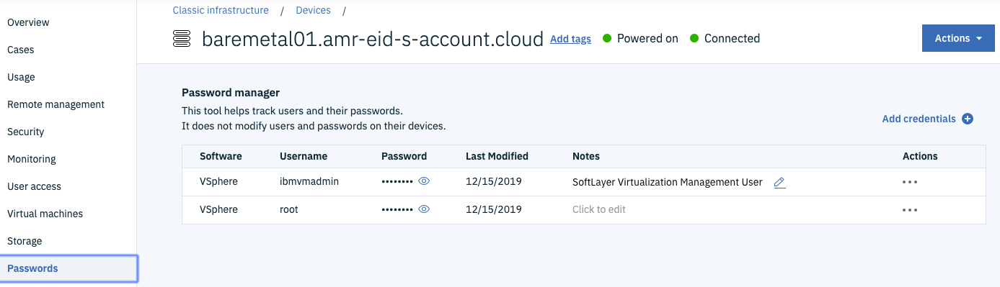 Classic infrastructure / Devices /
baremetal01.amr-eid-s-account.cloud Add tags Powered on Connected Actions
Overview
Cases
Usage
Remote management
Security
Monitoring
User access
Virtual machines
Storage
Passwords
Password manager
This tool helps track users and their passwords.
It does not modify users and passwords on their devices.
Add credentials
Software Username Password Last Modified Notes Actions
VSphere ibmvmadmin •••••••• 12/15/2019 SoftLayer Virtualization Management User
VSphere root •••••••• 12/15/2019 Click to edit